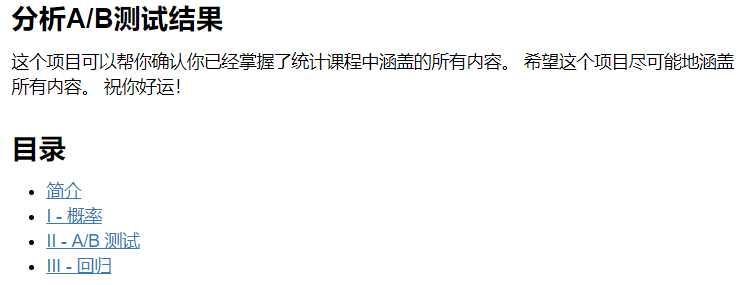 分析A/B测试结果
这个项目可以帮你确认你已经掌握了统计课程中涵盖的所有内容。 希望这个项目尽可能地涵盖
所有内容。 祝你好运！
目录
简介
I - 概率
II - A/B 测试
III - 回归